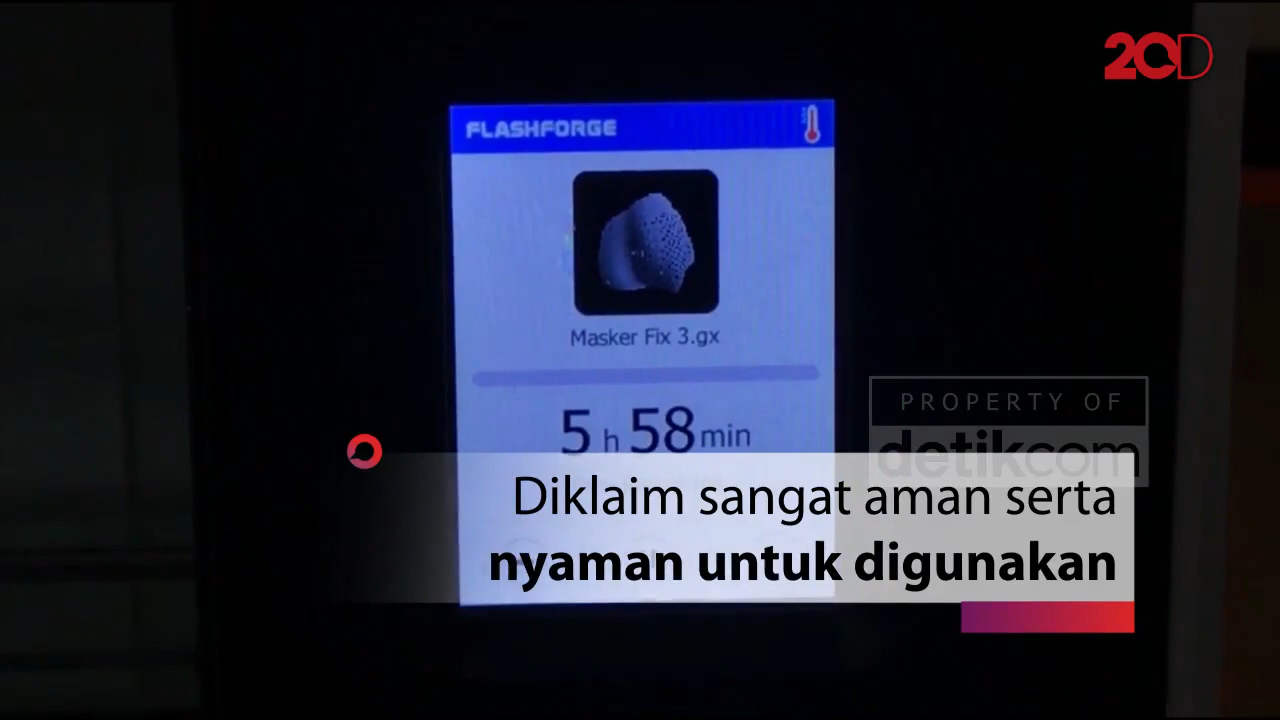 20D
FLASHFORGE
Masker Fix 3.gx
5 h 58 min
PROPERTY OF
detikcom
Diklaim sangat aman serta
nyaman untuk digunakan